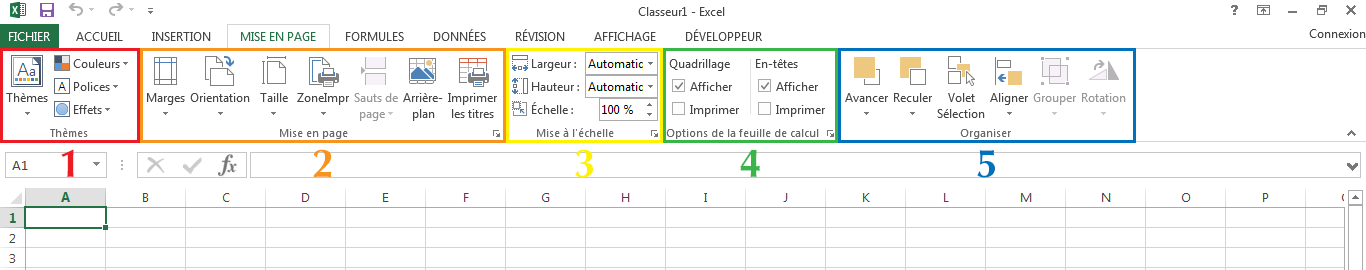 Classeur1 - Excel
FICHIER ACCUEIL INSERTION MISE EN PAGE FORMULES DONNÉES RÉVISION AFFICHAGE DÉVELOPPEUR Connexion
Thèmes
Couleurs
Polices
Effets
Thèmes
Marges Orientation Taille ZoneImpr Sauts de page Arrière-plan Imprimer les titres
Mise en page
Largeur : Automatic
Hauteur : Automatic
Échelle : 100 %
Mise à l'échelle
Quadrillage En-têtes
Afficher Afficher
Imprimer Imprimer
Options de la feuille de calcul
Avancer Reculer Volet Sélection Aligner Grouper Rotation
Organiser
1 2 3 4 5
A1 fx
A B C D E F G H I J K L M N O P
1
2
3